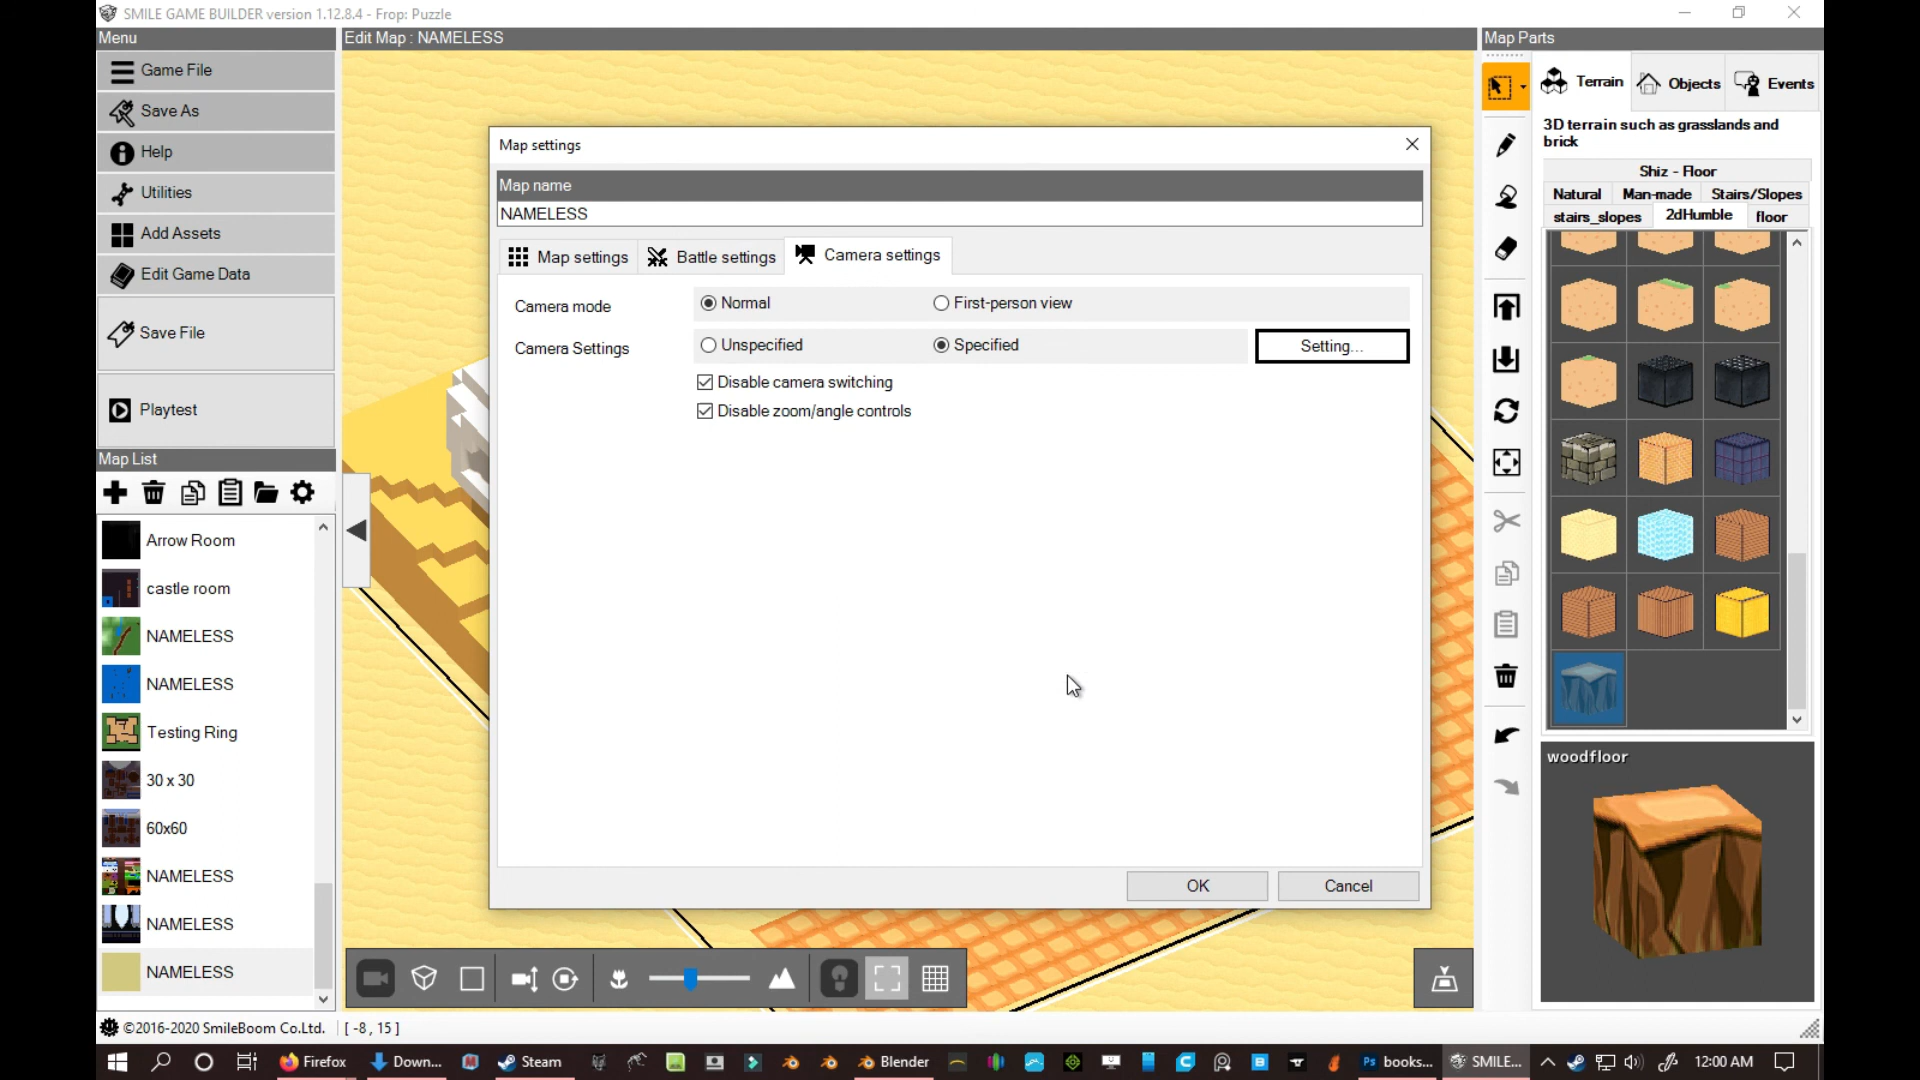 SMILE GAME BUILDER version 1.12.8.4 - Frop: Puzzle
Menu
Game File
Save As
Help
Utilities
Add Assets
Edit Game Data
Save File
Playtest
Map List
Arrow Room
castle room
NAMELESS
NAMELESS
Testing Ring
30 x 30
60x60
NAMELESS
NAMELESS
NAMELESS
Edit Map : NAMELESS
Map settings
Map name
NAMELESS
Map settings
Battle settings
Camera settings
Camera mode
Normal
First-person view
Camera Settings
Unspecified
Specified
Setting...
Disable camera switching
Disable zoom/angle controls
OK
Cancel
Map Parts
Terrain
Objects
Events
3D terrain such as grasslands and
brick
Shiz - Floor
Natural
Man-made
Stairs/Slopes
stairs_slopes
2dHumble
floor
woodfloor
©2016-2020 SmileBoom Co.Ltd.
[ -8 , 15 ]
Firefox
Down...
Steam
Blender
Ps
books...
SMILE...
12:00 AM